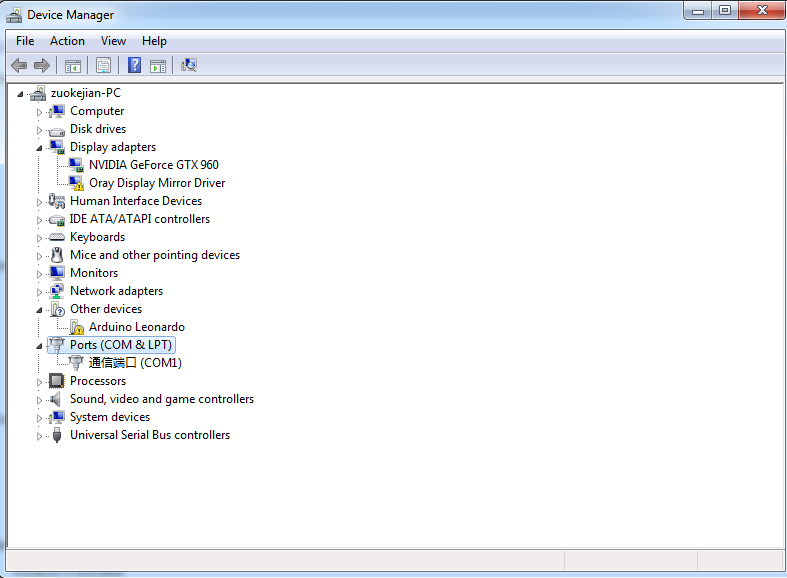 Device Manager
File Action View Help
zuokejian-PC
Computer
Disk drives
Display adapters
NVIDIA GeForce GTX 960
Oray Display Mirror Driver
Human Interface Devices
IDE ATA/ATAPI controllers
Keyboards
Mice and other pointing devices
Monitors
Network adapters
Other devices
Arduino Leonardo
Ports (COM & LPT)
通信端口 (COM1)
Processors
Sound, video and game controllers
System devices
Universal Serial Bus controllers